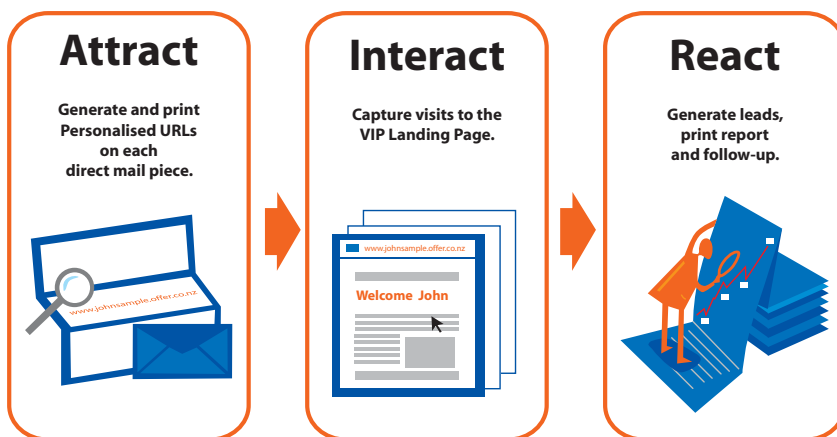 Attract
Generate and print
Personalised URLs
on each
direct mail piece.
www.johnsample.offer.co.nz
Interact
Capture visits to the
VIP Landing Page.
www.johnsample.offer.co.nz
Welcome John
React
Generate leads,
print report
and follow-up.